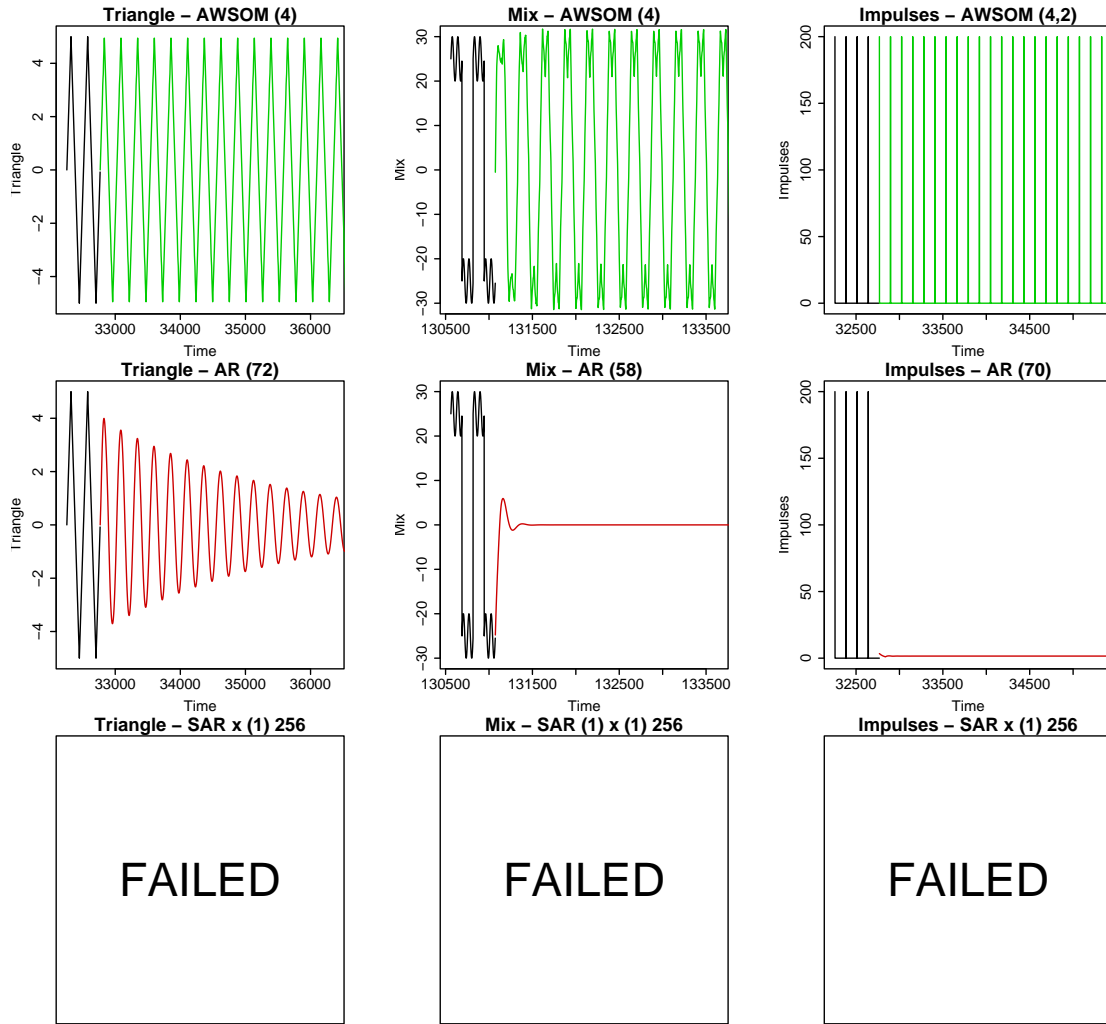 Triangle – AWSOM (4)
Triangle
4
2
0
−2
−4
33000 34000 35000 36000
Time
Mix – AWSOM (4)
Mix
30
20
10
0
−10
−20
−30
130500 131500 132500 133500
Time
Impulses – AWSOM (4,2)
Impulses
200
150
100
50
0
32500 33500 34500
Time
Triangle – AR (72)
Triangle
4
2
0
−2
−4
33000 34000 35000 36000
Time
Mix – AR (58)
Mix
30
20
10
0
−10
−20
−30
130500 131500 132500 133500
Time
Impulses – AR (70)
Impulses
200
150
100
50
0
32500 33500 34500
Time
Triangle – SAR x (1) 256
FAILED
Mix – SAR (1) x (1) 256
FAILED
Impulses – SAR x (1) 256
FAILED